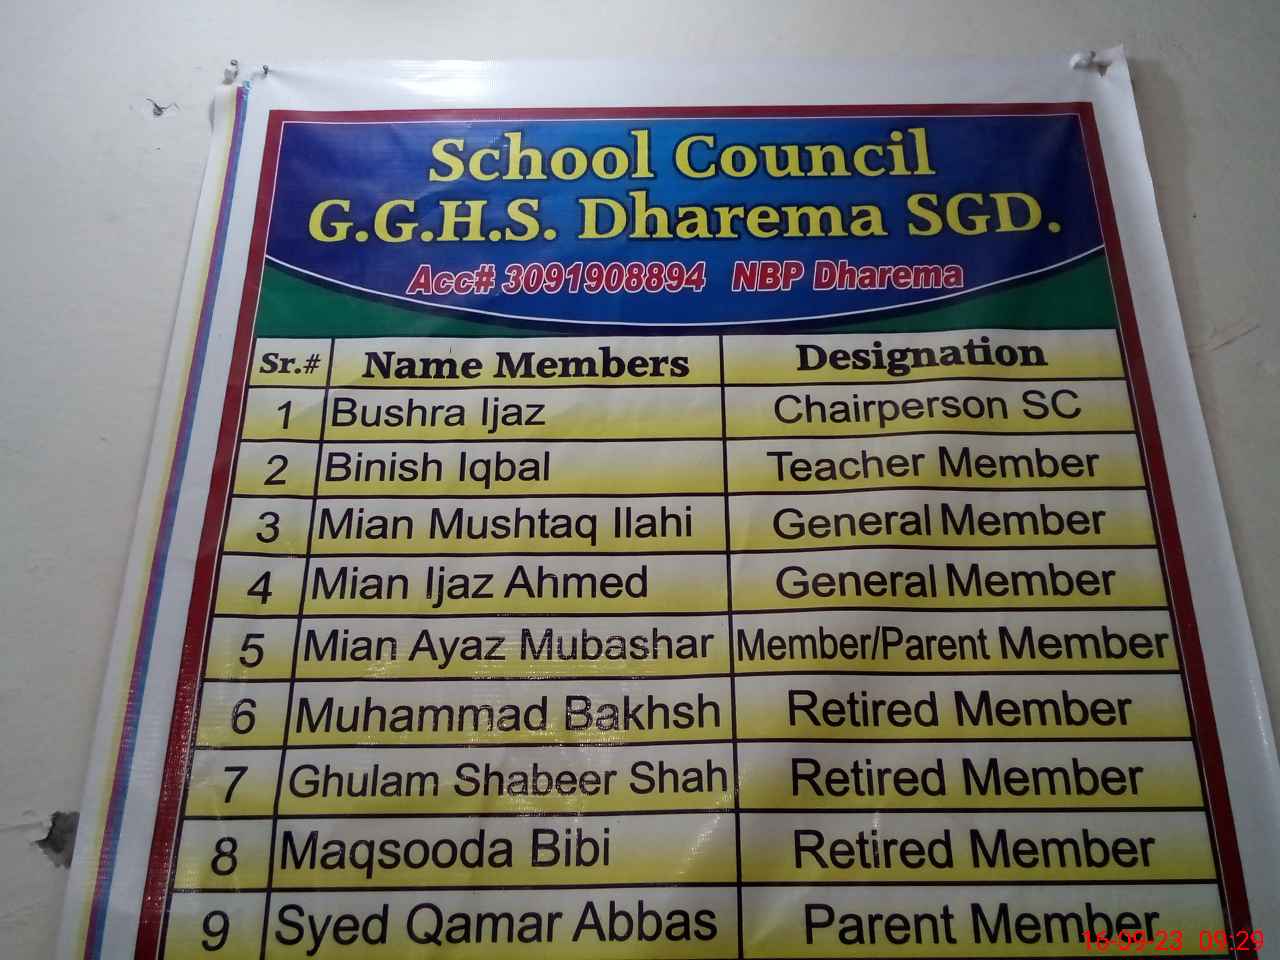 School Council
G.G.H.S. Dharema SGD.
Acc# 3091908894 NBP Dharema
Sr.# Name Members Designation
1 Bushra Ijaz Chairperson SC
2 Binish Iqbal Teacher Member
3 Mian Mushtaq Ilahi General Member
4 Mian Ijaz Ahmed General Member
5 Mian Ayaz Mubashar Member/Parent Member
6 Muhammad Bakhsh Retired Member
7 Ghulam Shabeer Shah Retired Member
8 Maqsooda Bibi Retired Member
9 Syed Qamar Abbas Parent Member
16-09-23 09:29